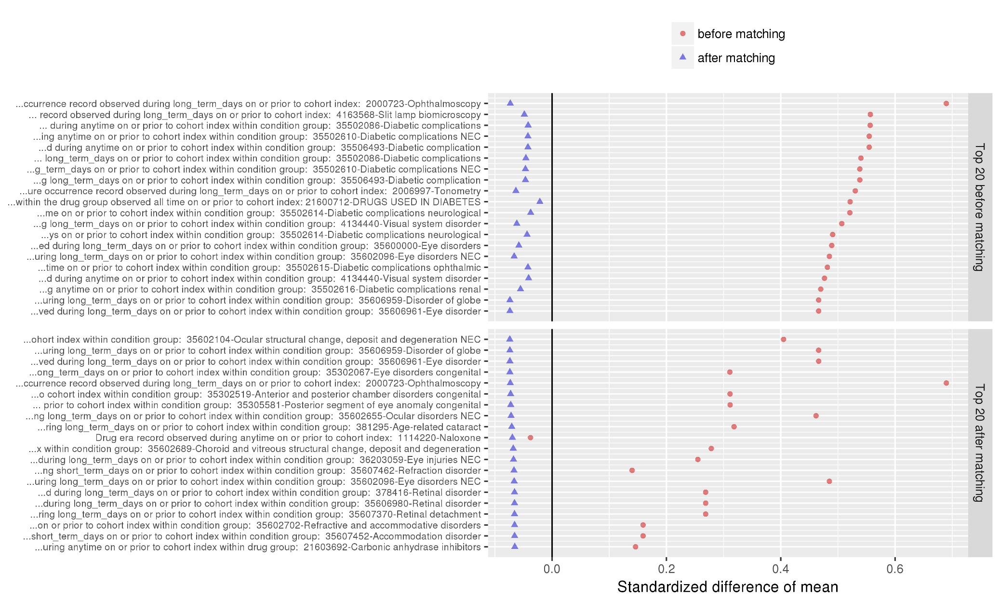 before matching
after matching
...ccurrence record observed during long_term_days on or prior to cohort index:  2000723-Ophthalmoscopy
... record observed during long_term_days on or prior to cohort index:  4163568-Slit lamp biomicroscopy
... during anytime on or prior to cohort index within condition group:  35502086-Diabetic complications
...ing anytime on or prior to cohort index within condition group:  35502610-Diabetic complications NEC
...d during anytime on or prior to cohort index within condition group:  35506493-Diabetic complication
... long_term_days on or prior to cohort index within condition group:  35502086-Diabetic complications
...g_term_days on or prior to cohort index within condition group:  35502610-Diabetic complications NEC
...g long_term_days on or prior to cohort index within condition group:  35506493-Diabetic complication
...ure occurrence record observed during long_term_days on or prior to cohort index:  2006997-Tonometry
...within the drug group observed all time on or prior to cohort index: 21600712-DRUGS USED IN DIABETES
...me on or prior to cohort index within condition group:  35502614-Diabetic complications neurological
...g long_term_days on or prior to cohort index within condition group:  4134440-Visual system disorder
...ys on or prior to cohort index within condition group:  35502614-Diabetic complications neurological
...ed during long_term_days on or prior to cohort index within condition group:  35600000-Eye disorders
...uring long_term_days on or prior to cohort index within condition group:  35602096-Eye disorders NEC
...time on or prior to cohort index within condition group:  35502615-Diabetic complications ophthalmic
...d during anytime on or prior to cohort index within condition group:  4134440-Visual system disorder
...g anytime on or prior to cohort index within condition group:  35502616-Diabetic complications renal
...uring long_term_days on or prior to cohort index within condition group:  35606959-Disorder of globe
...ved during long_term_days on or prior to cohort index within condition group:  35606961-Eye disorder
Top 20 before matching
...ohort index within condition group:  35602104-Ocular structural change, deposit and degeneration NEC
...uring long_term_days on or prior to cohort index within condition group:  35606959-Disorder of globe
...ved during long_term_days on or prior to cohort index within condition group:  35606961-Eye disorder
...ong_term_days on or prior to cohort index within condition group:  35302067-Eye disorders congenital
...ccurrence record observed during long_term_days on or prior to cohort index:  2000723-Ophthalmoscopy
...o cohort index within condition group:  35302519-Anterior and posterior chamber disorders congenital
... prior to cohort index within condition group:  35305581-Posterior segment of eye anomaly congenital
...ng long_term_days on or prior to cohort index within condition group:  35602655-Ocular disorders NEC
...ring long_term_days on or prior to cohort index within condition group:  381295-Age-related cataract
Drug era record observed during anytime on or prior to cohort index:  1114220-Naloxone
...x within condition group:  35602689-Choroid and vitreous structural change, deposit and degeneration
...during long_term_days on or prior to cohort index within condition group:  36203059-Eye injuries NEC
...ng short_term_days on or prior to cohort index within condition group:  35607462-Refraction disorder
...uring long_term_days on or prior to cohort index within condition group:  35602096-Eye disorders NEC
...d during long_term_days on or prior to cohort index within condition group:  378416-Retinal disorder
...during long_term_days on or prior to cohort index within condition group:  35606980-Retinal disorder
...ring long_term_days on or prior to cohort index within condition group:  35607370-Retinal detachment
...on or prior to cohort index within condition group:  35602702-Refractive and accommodative disorders
...short_term_days on or prior to cohort index within condition group:  35607452-Accommodation disorder
...uring anytime on or prior to cohort index within drug group:  21603692-Carbonic anhydrase inhibitors
Top 20 after matching
0.0 0.2 0.4 0.6
Standardized difference of mean